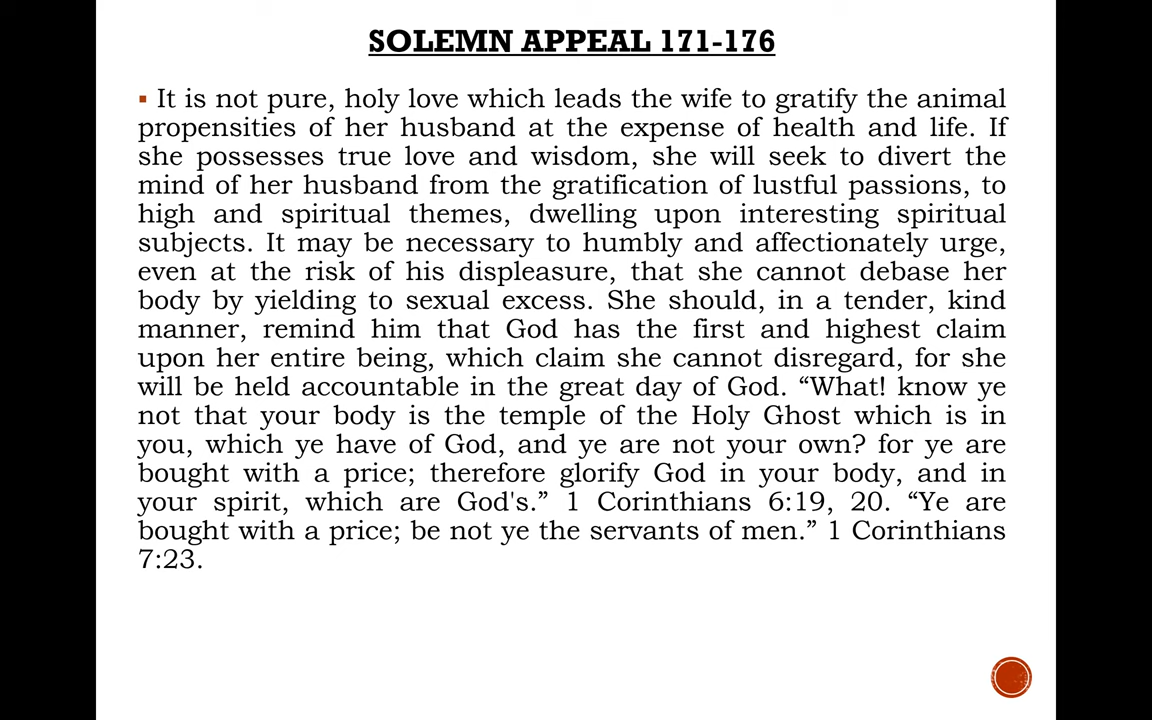 SOLEMN APPEAL 171-176
▪ It is not pure, holy love which leads the wife to gratify the animal
propensities of her husband at the expense of health and life. If
she possesses true love and wisdom, she will seek to divert the
mind of her husband from the gratification of lustful passions, to
high and spiritual themes, dwelling upon interesting spiritual
subjects. It may be necessary to humbly and affectionately urge,
even at the risk of his displeasure, that she cannot debase her
body by yielding to sexual excess. She should, in a tender, kind
manner, remind him that God has the first and highest claim
upon her entire being, which claim she cannot disregard, for she
will be held accountable in the great day of God. “What! know ye
not that your body is the temple of the Holy Ghost which is in
you, which ye have of God, and ye are not your own? for ye are
bought with a price; therefore glorify God in your body, and in
your spirit, which are God's.” 1 Corinthians 6:19, 20. “Ye are
bought with a price; be not ye the servants of men.” 1 Corinthians
7:23.